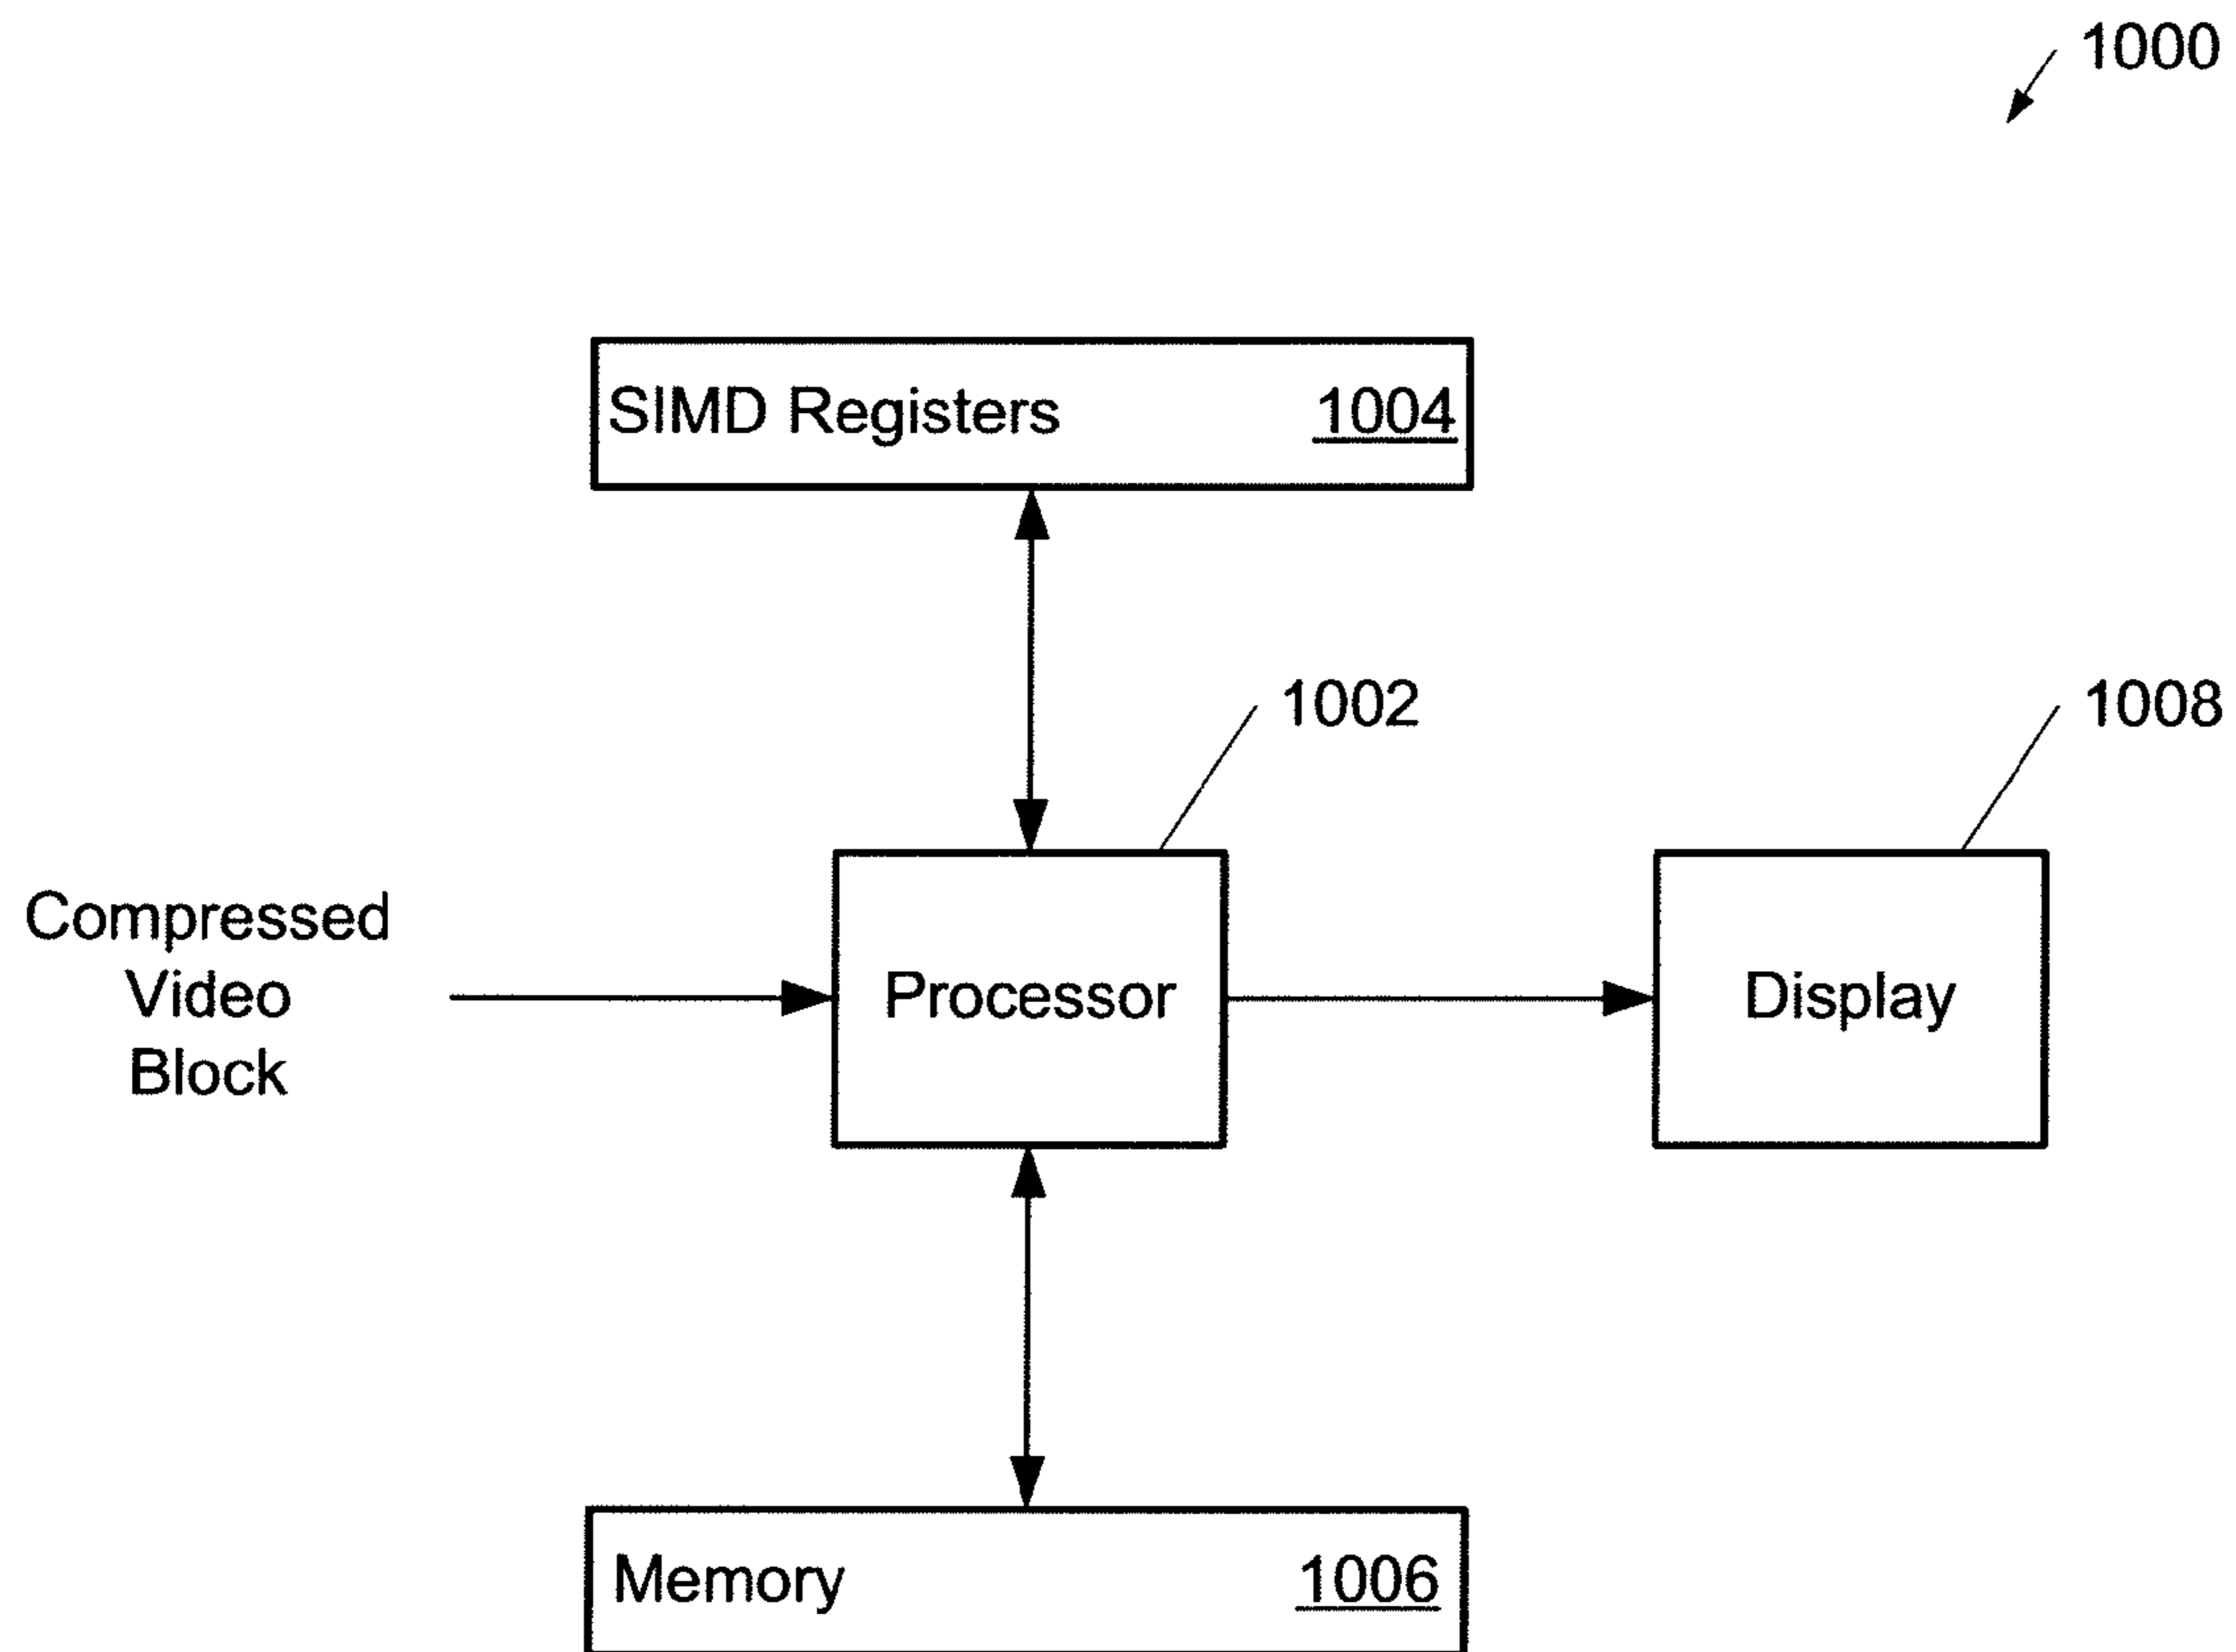 1000
SIMD Registers 1004
1002
1008
Compressed
Video
Block
Processor
Display
Memory 1006